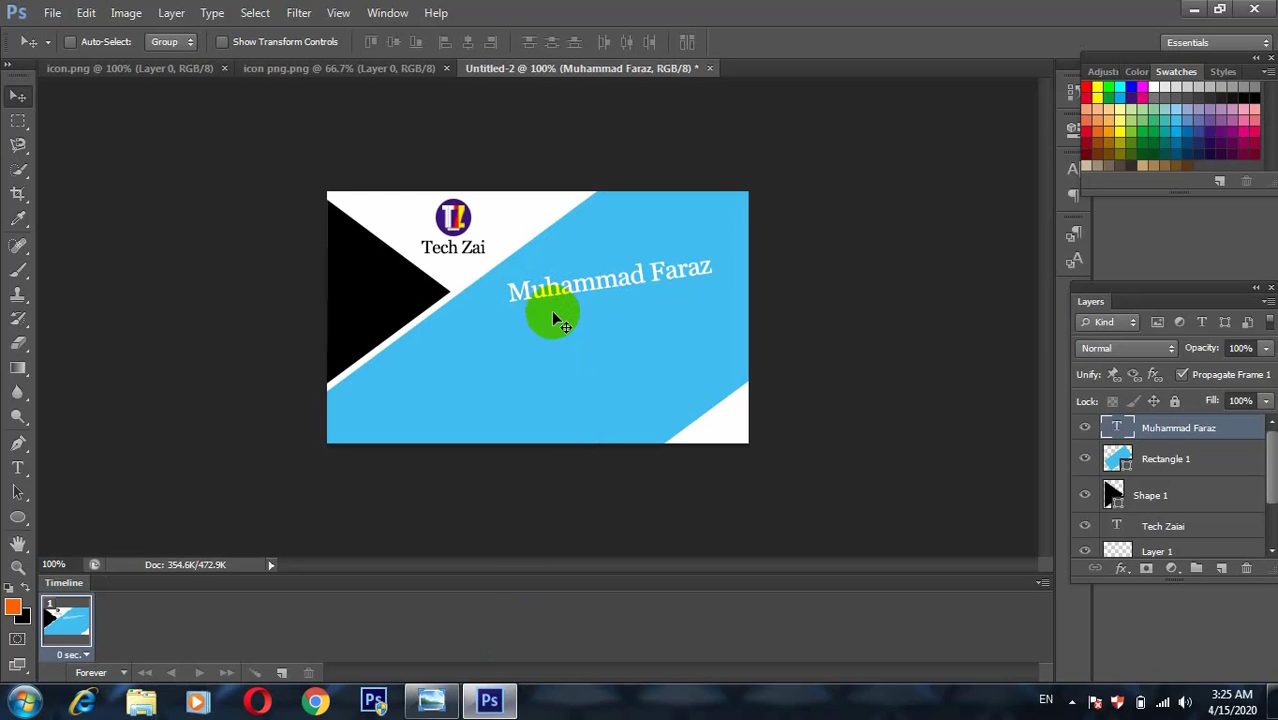 Ps File Edit Image Layer Type Select Filter View Window Help
Auto-Select: Group Show Transform Controls Essentials
icon.png @ 100% (Layer 0, RGB/8) × icon png.png @ 66.7% (Layer 0, RGB/8) × Untitled-2 @ 100% (Muhammad Faraz, RGB/8) * ×
Adjusti Color Swatches Styles
Tech Zai
Muhammad Faraz
Layers
Kind
Normal Opacity: 100%
Unify: Propagate Frame 1
Lock: Fill: 100%
Muhammad Faraz
Rectangle 1
Shape 1
Tech Zaiai
Layer 1
100% Doc: 354.6K/472.9K
Timeline
1
0 sec.
Forever
EN 3:25 AM
4/15/2020